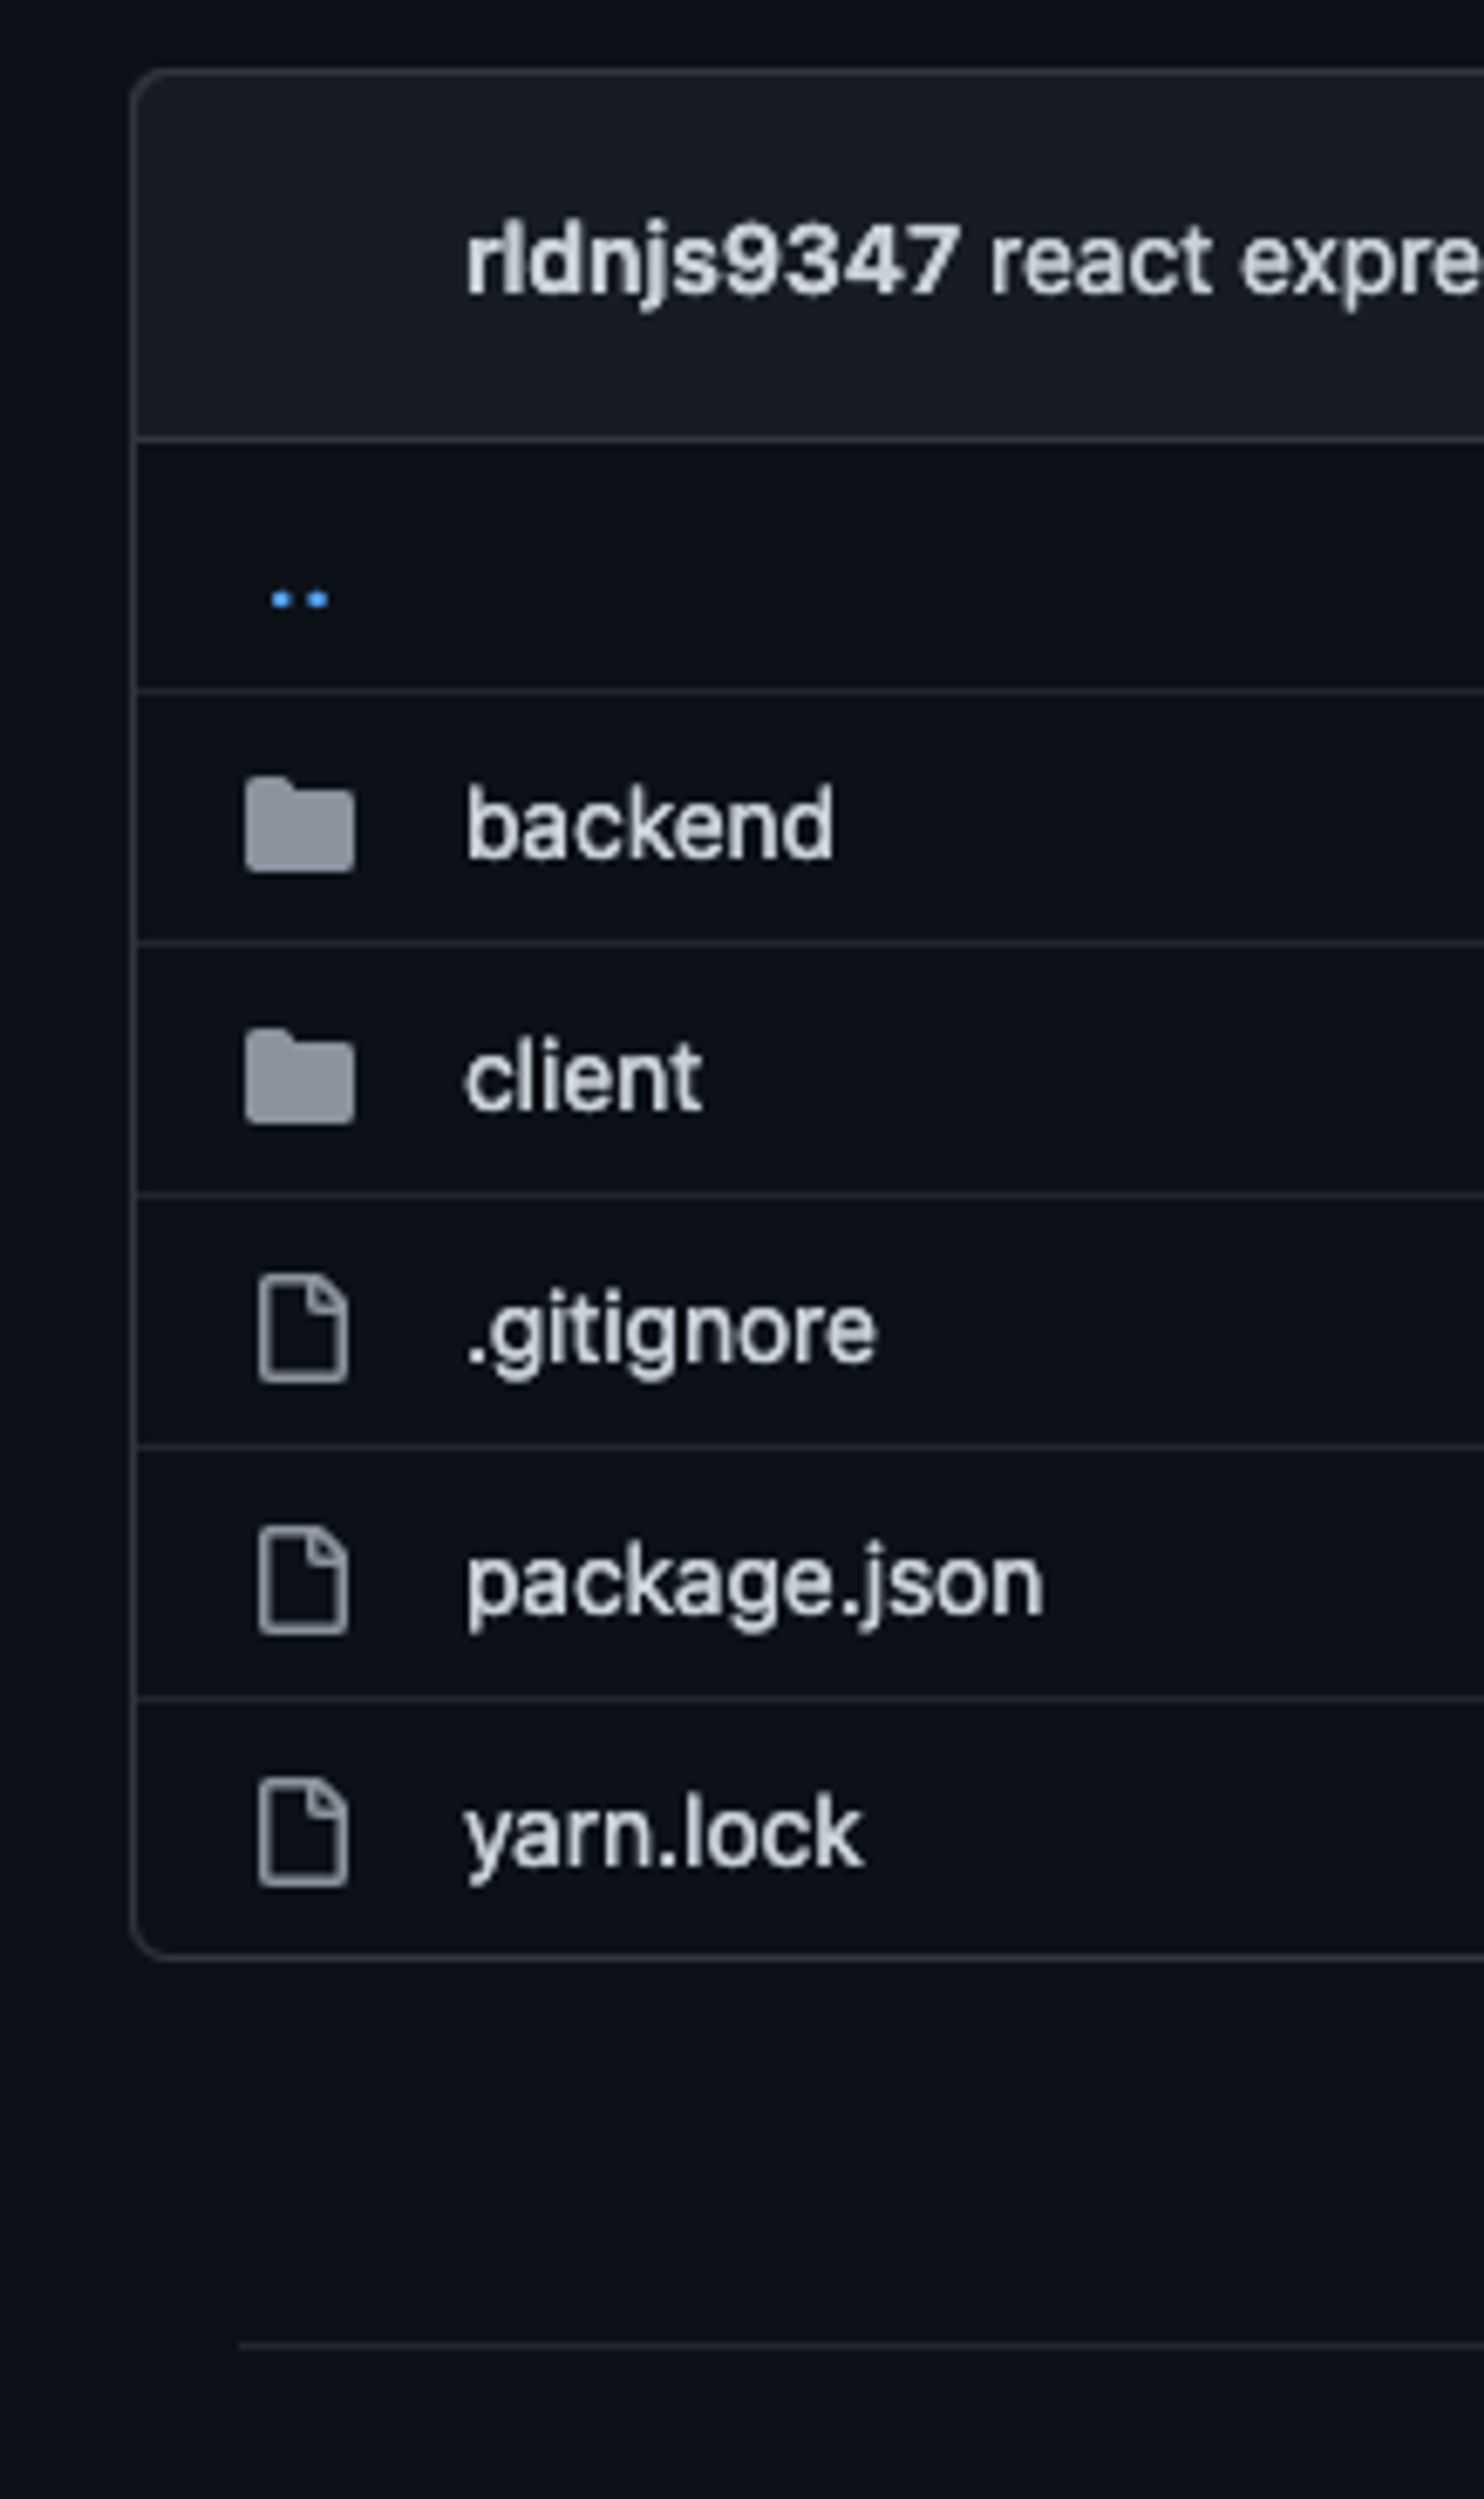 rldnjs9347 react expre
..
backend
client
.gitignore
package.json
yarn.lock